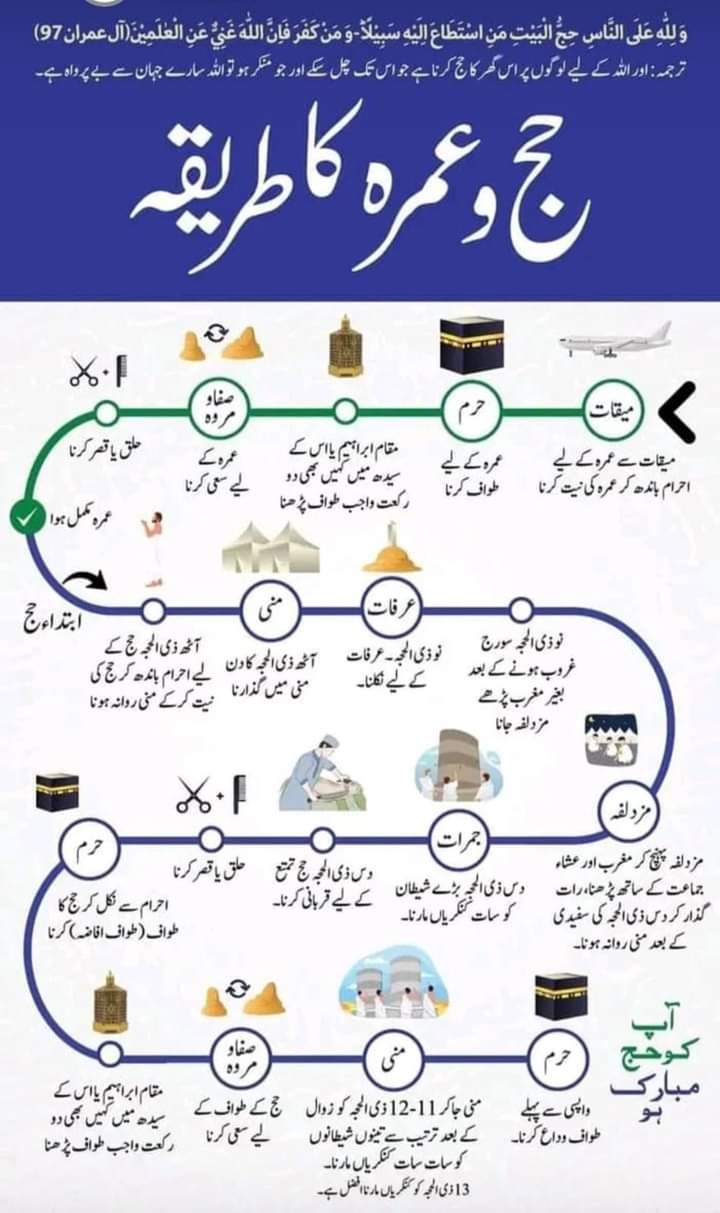 وَلِلّٰهِ عَلَى النَّاسِ حِجُّ الْبَيْتِ مَنِ اسْتَطَاعَ اِلَيْهِ سَبِيْلًا-وَ مَنْ كَفَرَ فَاِنَّ اللّٰهَ غَنِيٌّ عَنِ الْعٰلَمِيْنَ(آل عمران 97)
ترجمہ: اور اللہ کے لیے لوگوں پر اس گھر کا حج کرنا ہے جو اس تک چل سکے اور جو منکر ہو تو اللہ سارے جہان سے بے پرواہ ہے۔
حج و عمرہ کا طریقہ
میقات
میقات سے عمرہ کے لیے
احرام باندھ کر عمرہ کی نیت کرنا
حرم
عمرہ کے لیے
طواف کرنا
مقام ابراہیم یا اس کے
سیدھ میں کہیں بھی دو
رکعت واجب طواف پڑھنا
صفا و
مروہ
عمرہ کے
لیے سعی کرنا
حلق یا قصر کرنا
عمرہ مکمل ہوا
ابتداء حج
آٹھ ذی الحجہ حج کے
لیے احرام باندھ کر حج کی
نیت کر کے منی روانہ ہونا
منی
آٹھ ذی الحجہ کا دن
منی میں گذارنا
عرفات
نو ذی الحجہ۔ عرفات
کے لیے نکلنا۔
نو ذی الحجہ سورج
غروب ہونے کے بعد
بغیر مغرب پڑھے
مزدلفہ جانا
مزدلفہ
مزدلفہ پہنچ کر مغرب اور عشاء
جماعت کے ساتھ پڑھنا، رات
گذار کر دس ذی الحجہ کی سفیدی
کے بعد منی روانہ ہونا۔
جمرات
دس ذی الحجہ بڑے شیطان
کو سات کنکریاں مارنا۔
دس ذی الحجہ حج تمتع
کے لیے قربانی کرنا۔
حلق یا قصر کرنا
حرم
احرام سے نکل کر حج کا
طواف (طواف افاضہ) کرنا
مقام ابراہیم یا اس کے
سیدھ میں کہیں بھی دو
رکعت واجب طواف پڑھنا
صفا و
مروہ
حج کے طواف کے
لیے سعی کرنا
منی
منی جا کر 11-12 ذی الحجہ کو زوال
کے بعد ترتیب سے تینوں شیطانوں
کو سات سات کنکریاں مارنا۔
13 ذی الحجہ کو کنکریاں مارنا افضل ہے۔
حرم
واپسی سے پہلے
طواف وداع کرنا۔
آپ
کو حج
مبارک
ہو